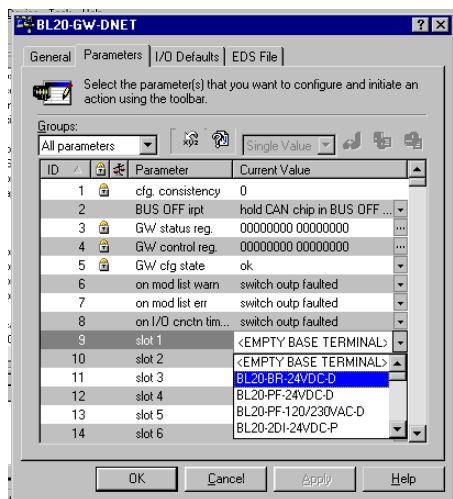 BL20-GW-DNET
General Parameters I/O Defaults EDS File
Select the parameter(s) that you want to configure and initiate an
action using the toolbar.
Groups:
All parameters Single Value
ID Parameter Current Value
1 cfg. consistency 0
2 BUS OFF irpt hold CAN chip in BUS OFF ...
3 GW status reg. 00000000 00000000
4 GW control reg. 00000000 00000000
5 GW cfg state ok
6 on mod list warn switch outp faulted
7 on mod list err switch outp faulted
8 on I/O cnctn tim... switch outp faulted
9 slot 1 <EMPTY BASE TERMINAL>
10 slot 2 <EMPTY BASE TERMINAL>
11 slot 3 BL20-BR-24VDC-D
12 slot 4 BL20-PF-24VDC-D
13 slot 5 BL20-PF-120/230VAC-D
14 slot 6 BL20-2DI-24VDC-P
OK Cancel Apply Help